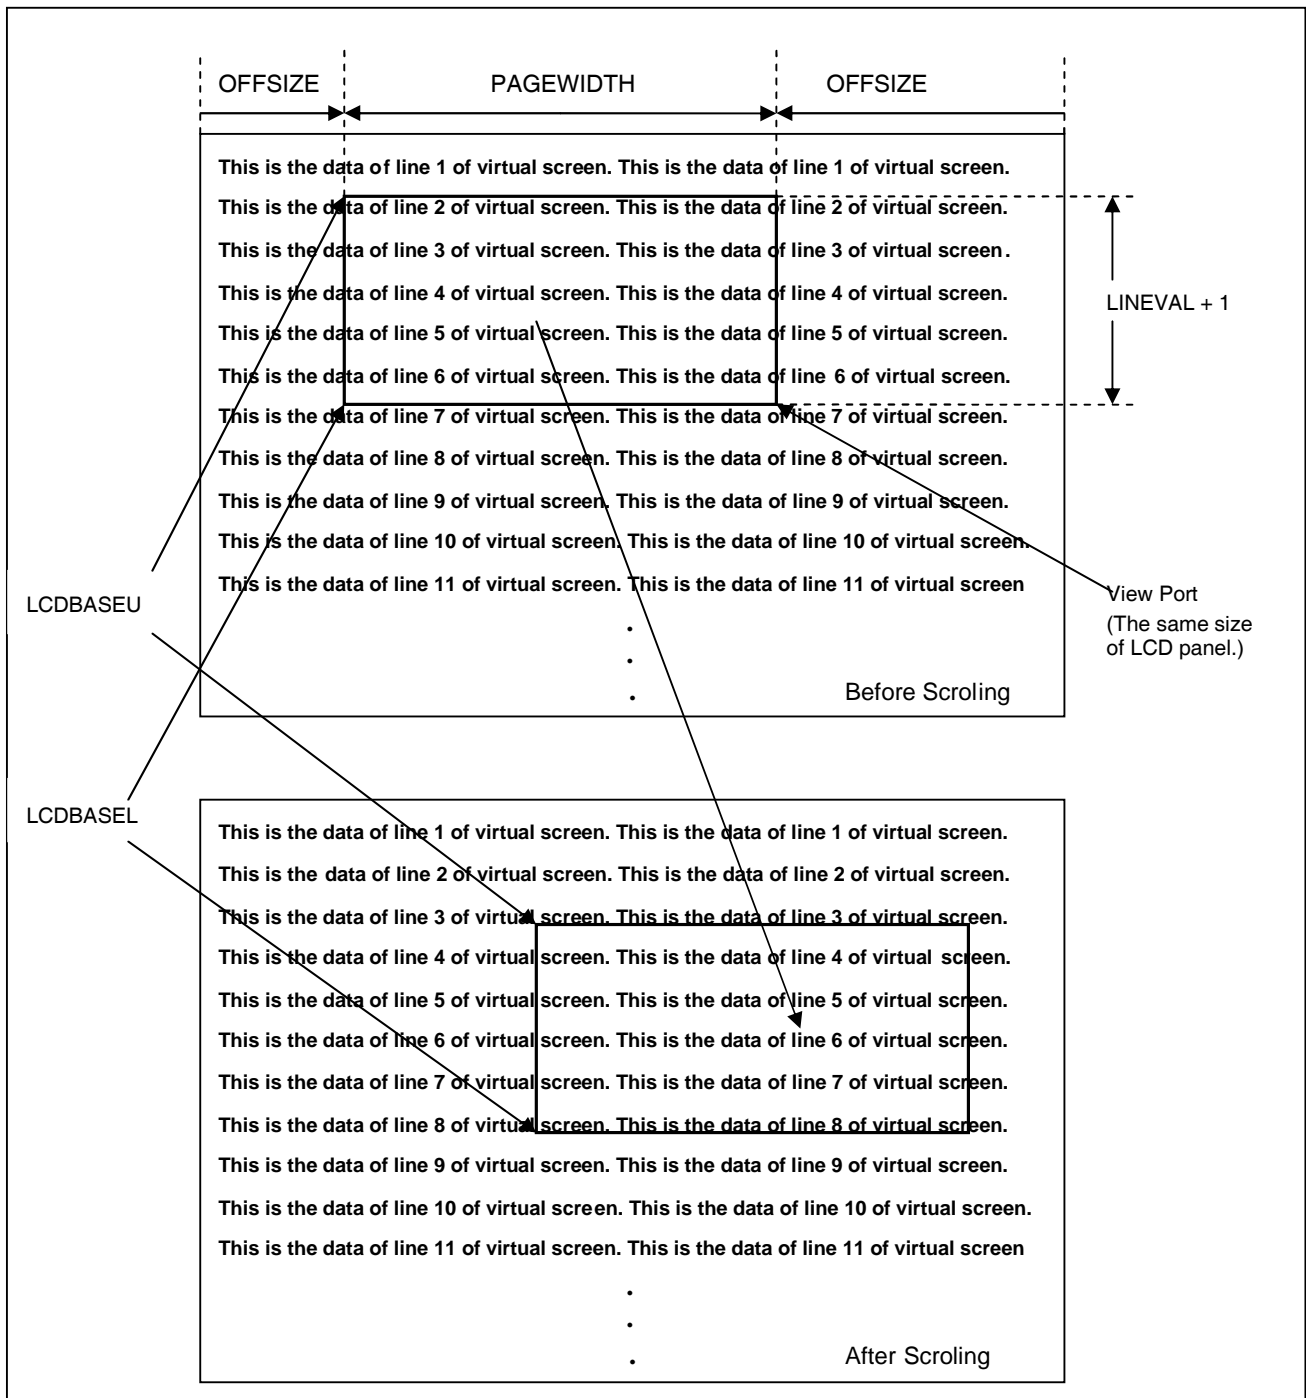 OFFSIZE PAGEWIDTH OFFSIZE
This is the data of line 1 of virtual screen. This is the data of line 1 of virtual screen.
This is the data of line 2 of virtual screen. This is the data of line 2 of virtual screen.
This is the data of line 3 of virtual screen. This is the data of line 3 of virtual screen.
This is the data of line 4 of virtual screen. This is the data of line 4 of virtual screen.
LINEVAL + 1
This is the data of line 5 of virtual screen. This is the data of line 5 of virtual screen.
This is the data of line 6 of virtual screen. This is the data of line 6 of virtual screen.
This is the data of line 7 of virtual screen. This is the data of line 7 of virtual screen.
This is the data of line 8 of virtual screen. This is the data of line 8 of virtual screen.
This is the data of line 9 of virtual screen. This is the data of line 9 of virtual screen.
This is the data of line 10 of virtual screen. This is the data of line 10 of virtual screen.
This is the data of line 11 of virtual screen. This is the data of line 11 of virtual screen
LCDBASEU
View Port
(The same size
of LCD panel.)
.
.
.
Before Scroling
LCDBASEL
This is the data of line 1 of virtual screen. This is the data of line 1 of virtual screen.
This is the data of line 2 of virtual screen. This is the data of line 2 of virtual screen.
This is the data of line 3 of virtual screen. This is the data of line 3 of virtual screen.
This is the data of line 4 of virtual screen. This is the data of line 4 of virtual screen.
This is the data of line 5 of virtual screen. This is the data of line 5 of virtual screen.
This is the data of line 6 of virtual screen. This is the data of line 6 of virtual screen.
This is the data of line 7 of virtual screen. This is the data of line 7 of virtual screen.
This is the data of line 8 of virtual screen. This is the data of line 8 of virtual screen.
This is the data of line 9 of virtual screen. This is the data of line 9 of virtual screen.
This is the data of line 10 of virtual screen. This is the data of line 10 of virtual screen.
This is the data of line 11 of virtual screen. This is the data of line 11 of virtual screen
.
.
.
After Scroling